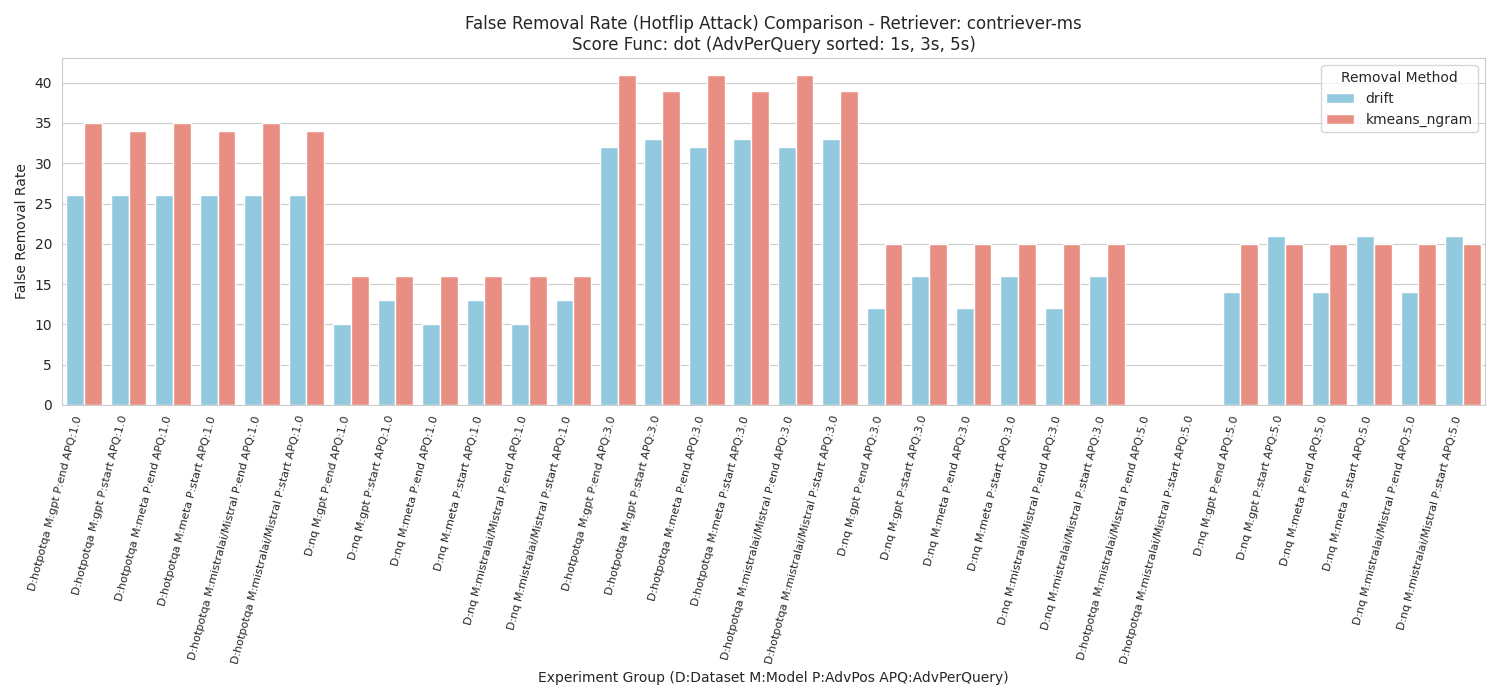 False Removal Rate (Hotflip Attack) Comparison - Retriever: contriever-ms
Score Func: dot (AdvPerQuery sorted: 1s, 3s, 5s)
Removal Method
drift
kmeans_ngram
False Removal Rate
40
35
30
25
20
15
10
5
0
D:hotpotqa M:gpt P:end APQ:1.0
D:hotpotqa M:gpt P:start APQ:1.0
D:hotpotqa M:meta P:end APQ:1.0
D:hotpotqa M:meta P:start APQ:1.0
D:hotpotqa M:mistralai/Mistral P:end APQ:1.0
D:hotpotqa M:mistralai/Mistral P:start APQ:1.0
D:nq M:gpt P:end APQ:1.0
D:nq M:gpt P:start APQ:1.0
D:nq M:meta P:end APQ:1.0
D:nq M:meta P:start APQ:1.0
D:nq M:mistralai/Mistral P:end APQ:1.0
D:nq M:mistralai/Mistral P:start APQ:1.0
D:hotpotqa M:gpt P:end APQ:3.0
D:hotpotqa M:gpt P:start APQ:3.0
D:hotpotqa M:meta P:end APQ:3.0
D:hotpotqa M:meta P:start APQ:3.0
D:hotpotqa M:mistralai/Mistral P:end APQ:3.0
D:hotpotqa M:mistralai/Mistral P:start APQ:3.0
D:nq M:gpt P:end APQ:3.0
D:nq M:gpt P:start APQ:3.0
D:nq M:meta P:end APQ:3.0
D:nq M:meta P:start APQ:3.0
D:nq M:mistralai/Mistral P:end APQ:3.0
D:nq M:mistralai/Mistral P:start APQ:3.0
D:hotpotqa M:mistralai/Mistral P:end APQ:5.0
D:hotpotqa M:mistralai/Mistral P:start APQ:5.0
D:nq M:gpt P:end APQ:5.0
D:nq M:gpt P:start APQ:5.0
D:nq M:meta P:end APQ:5.0
D:nq M:meta P:start APQ:5.0
D:nq M:mistralai/Mistral P:end APQ:5.0
D:nq M:mistralai/Mistral P:start APQ:5.0
Experiment Group (D:Dataset M:Model P:AdvPos APQ:AdvPerQuery)